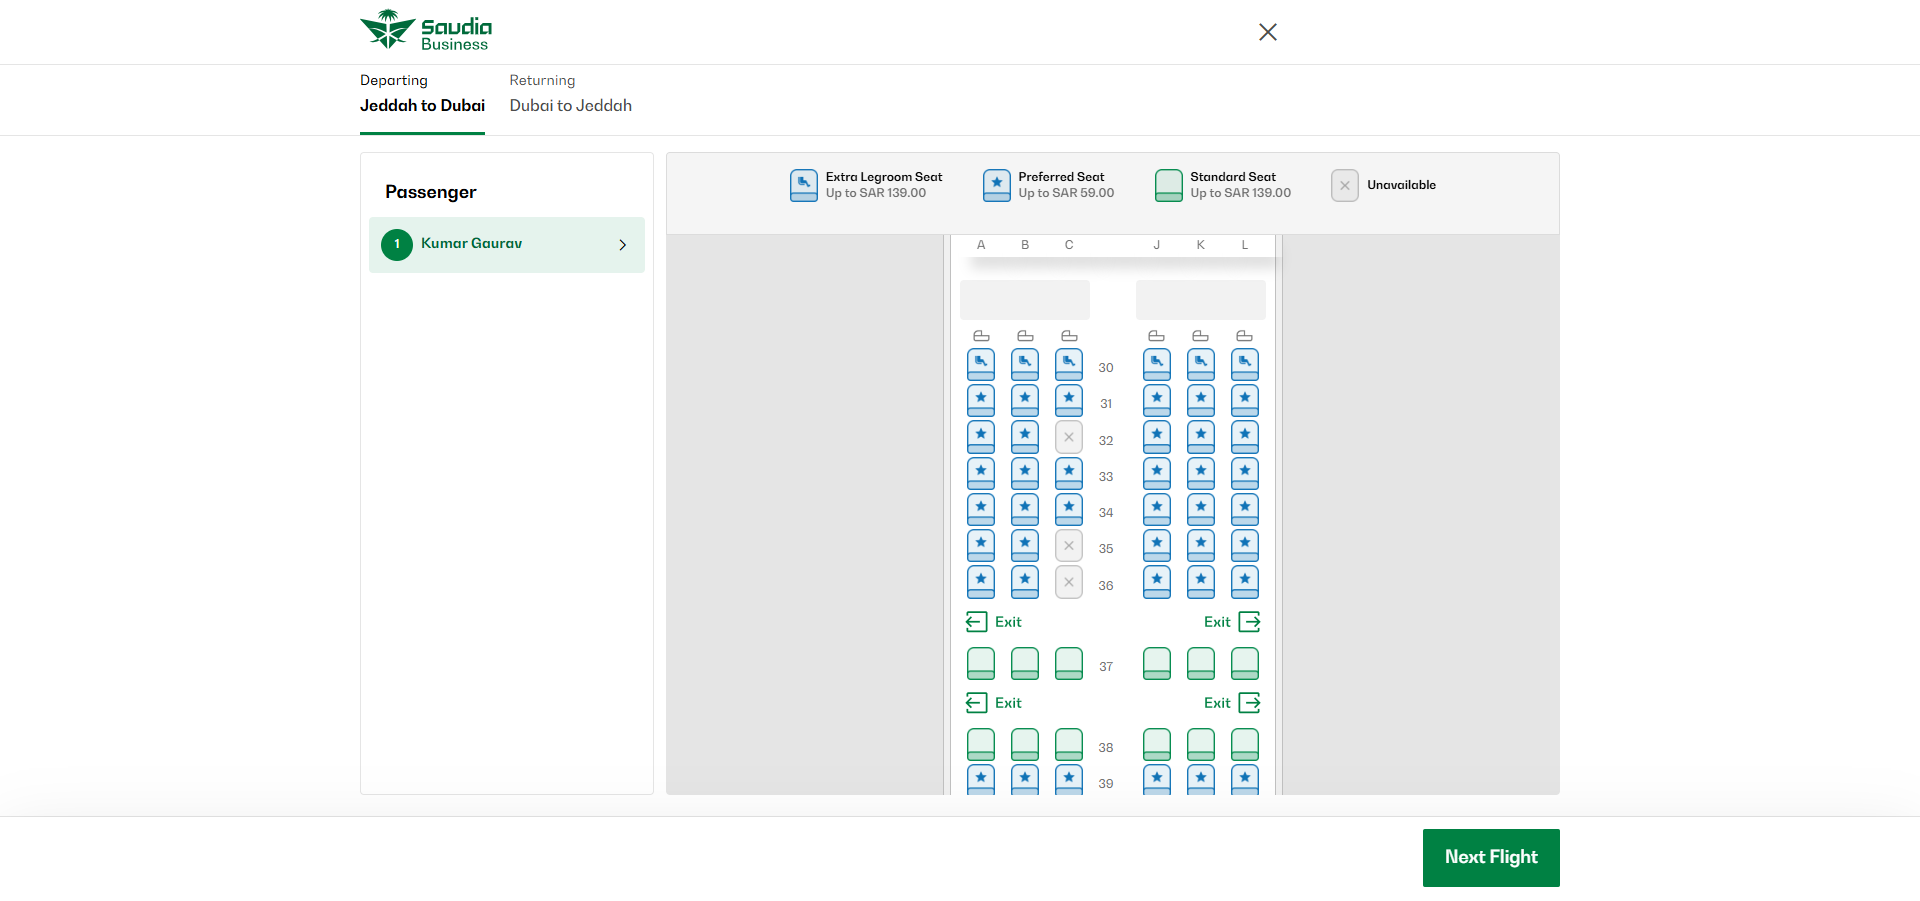 Saudia
Business
Departing
Jeddah to Dubai
Returning
Dubai to Jeddah
Passenger
1 Kumar Gaurav
Extra Legroom Seat
Up to SAR 139.00
Preferred Seat
Up to SAR 59.00
Standard Seat
Up to SAR 139.00
Unavailable
A B C J K L
30
31
32
33
34
35
36
Exit Exit
37
Exit Exit
38
39
Next Flight